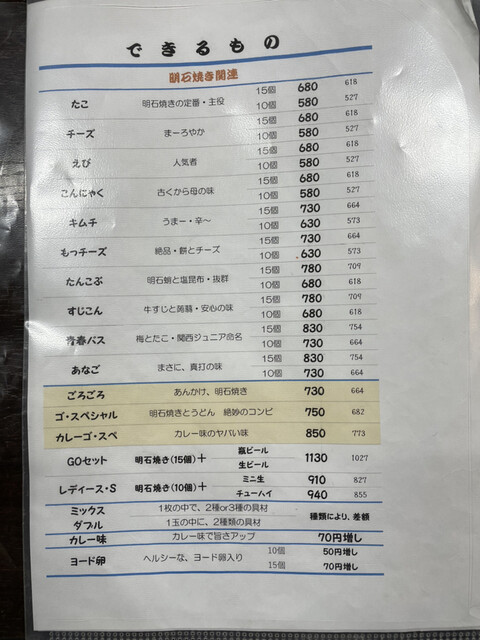 できるもの
明石焼き関連
たこ 明石焼きの定番・主役 15個 680 618
10個 580 527
チーズ まーろやか 15個 680 618
10個 580 527
えび 人気者 15個 680 618
10個 580 527
こんにゃく 古くから母の味 15個 680 618
10個 580 527
キムチ うまー・辛〜 15個 730 664
10個 630 573
もっチーズ 絶品・餅とチーズ 15個 730 664
10個 630 573
たんこぶ 明石蛸と塩昆布・抜群 15個 780 709
10個 680 618
すじこん 牛すじと蒟蒻・安心の味 15個 780 709
10個 680 618
青春バス 梅とたこ・関西ジュニア命名 15個 830 754
10個 730 664
あなご まさに、真打の味 15個 830 754
10個 730 664
ごろごろ あんかけ、明石焼き 730 664
ゴ・スペシャル 明石焼きとうどん 絶妙のコンビ 750 682
カレーゴ・スペ カレー味のヤバい味 850 773
GOセット 明石焼き(15個)+ 瓶ビール 生ビール 1130 1027
レディース・S 明石焼き(10個)+ ミニ生 910 827
チューハイ 940 855
ミックス 1枚の中で、2種or3種の具材 種類により、差額
ダブル 1玉の中に、2種類の具材
カレー味 カレー味で旨さアップ 70円増し
ヨード卵 ヘルシーな、ヨード卵入り 10個 50円増し
15個 70円増し